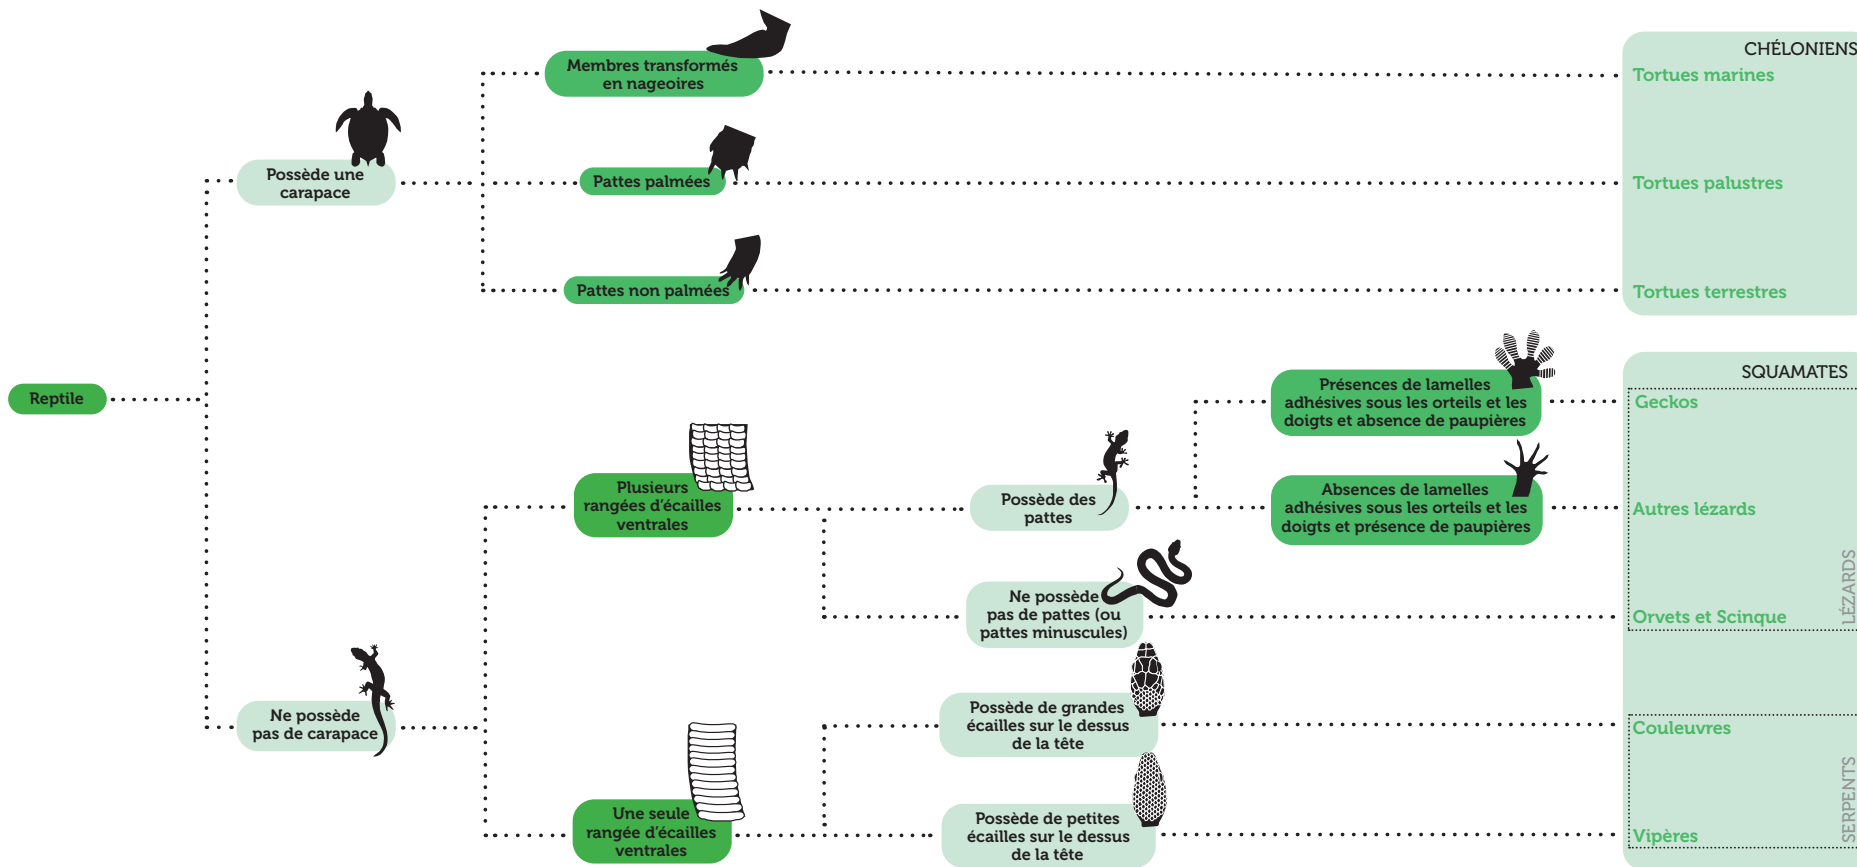 Membres transformés
en nageoires
CHÉLONIENS
Tortues marines
Possède une
carapace
Pattes palmées
Tortues palustres
Pattes non palmées
Tortues terrestres
Reptile
SQUAMATES
Présences de lamelles
adhésives sous les orteils et les
doigts et absence de paupières
Geckos
Plusieurs
rangées d'écailles
ventrales
Possède des
pattes
Absences de lamelles
adhésives sous les orteils et les
doigts et présence de paupières
Autres lézards
LÉZARDS
Ne possède
pas de pattes (ou
pattes minuscules)
Orvets et Scinque
Ne possède
pas de carapace
Possède de grandes
écailles sur le dessus
de la tête
Couleuvres
SERPENTS
Une seule
rangée d'écailles
ventrales
Possède de petites
écailles sur le dessus
de la tête
Vipères